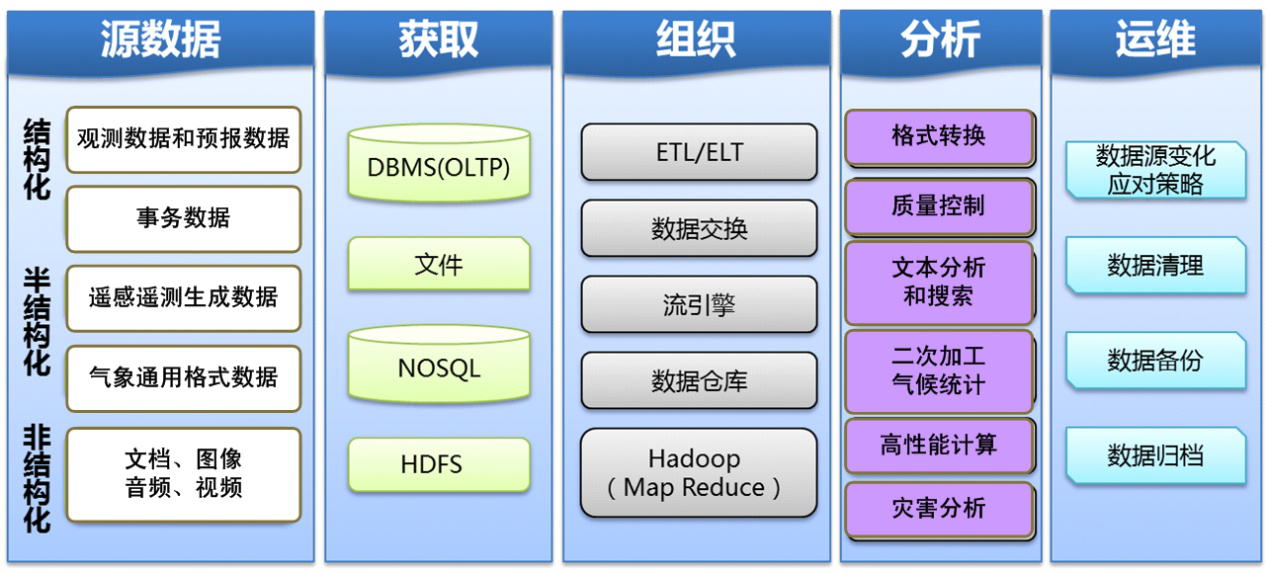 源数据
结构化
观测数据和预报数据
事务数据
半结构化
遥感遥测生成数据
气象通用格式数据
非结构化
文档、图像
音频、视频
获取
DBMS(OLTP)
文件
NOSQL
HDFS
组织
ETL/ELT
数据交换
流引擎
数据仓库
Hadoop
（Map Reduce）
分析
格式转换
质量控制
文本分析
和搜索
二次加工
气候统计
高性能计算
灾害分析
运维
数据源变化
应对策略
数据清理
数据备份
数据归档